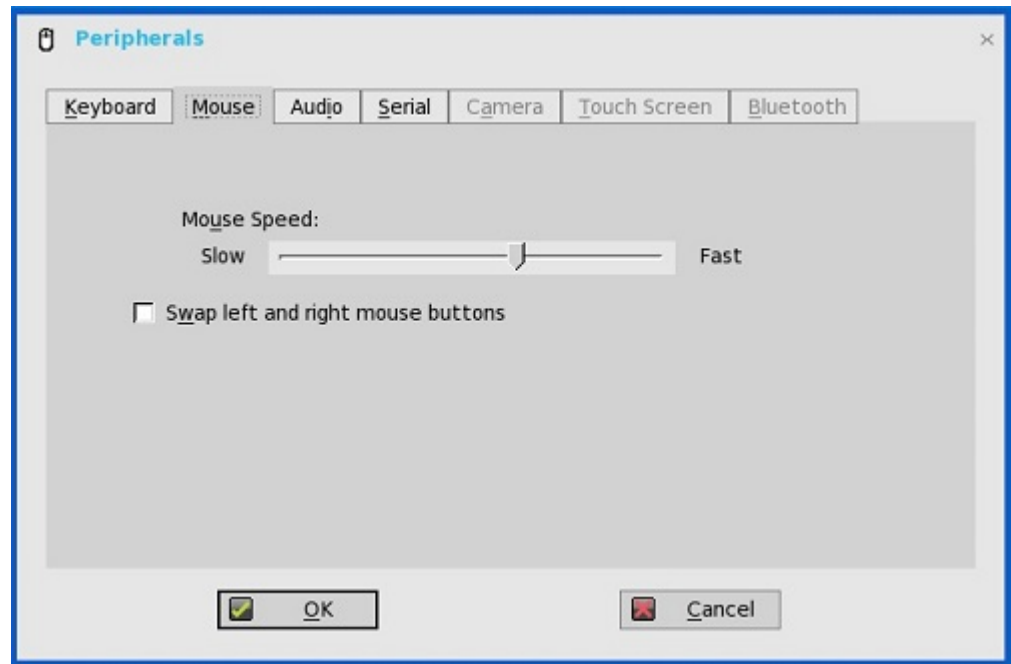 Peripherals
Keyboard Mouse Audio Serial Camera Touch Screen Bluetooth
Mouse Speed:
Slow Fast
Swap left and right mouse buttons
OK Cancel